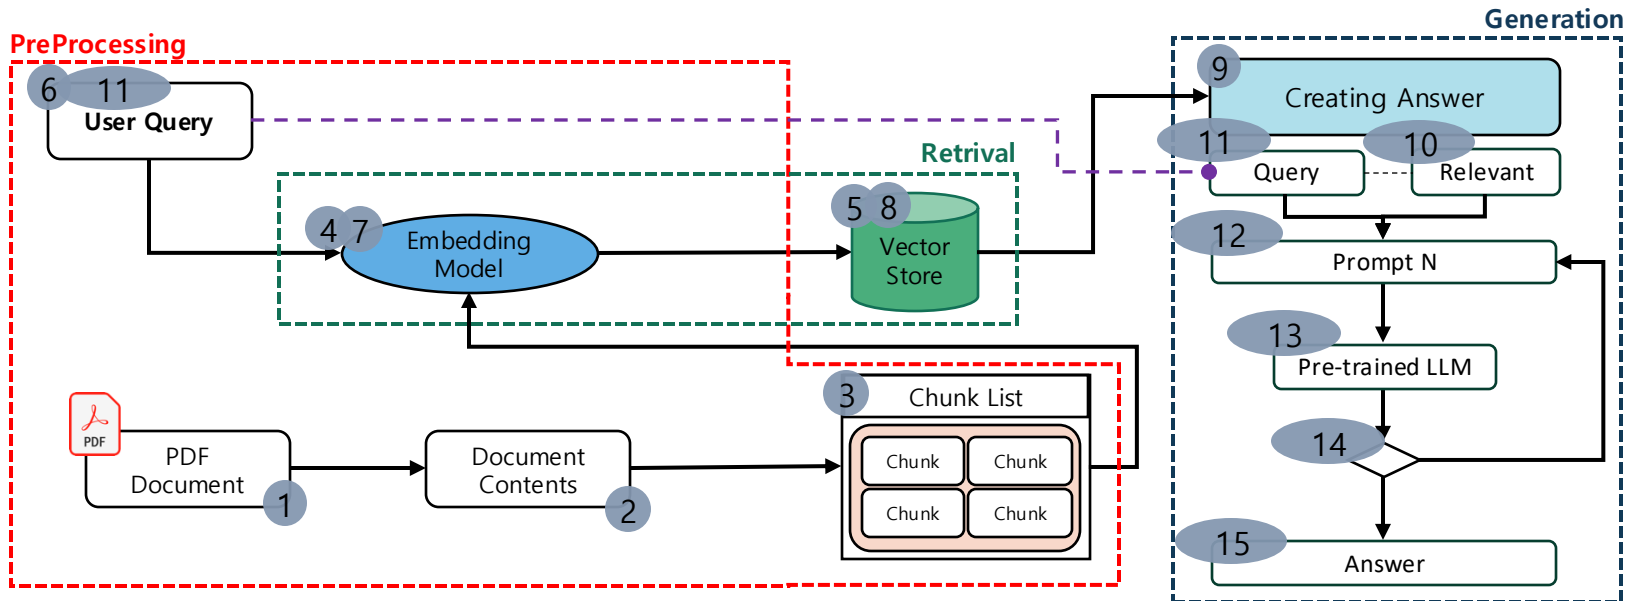 Generation
PreProcessing
6
11
User Query
9
Creating Answer
11
10
Query
Relevant
Retrival
4
7
Embedding
Model
5
8
Vector
Store
12
Prompt N
13
Pre-trained LLM
3
Chunk List
Chunk
Chunk
Chunk
Chunk
PDF
PDF
Document
1
Document
Contents
2
14
15
Answer